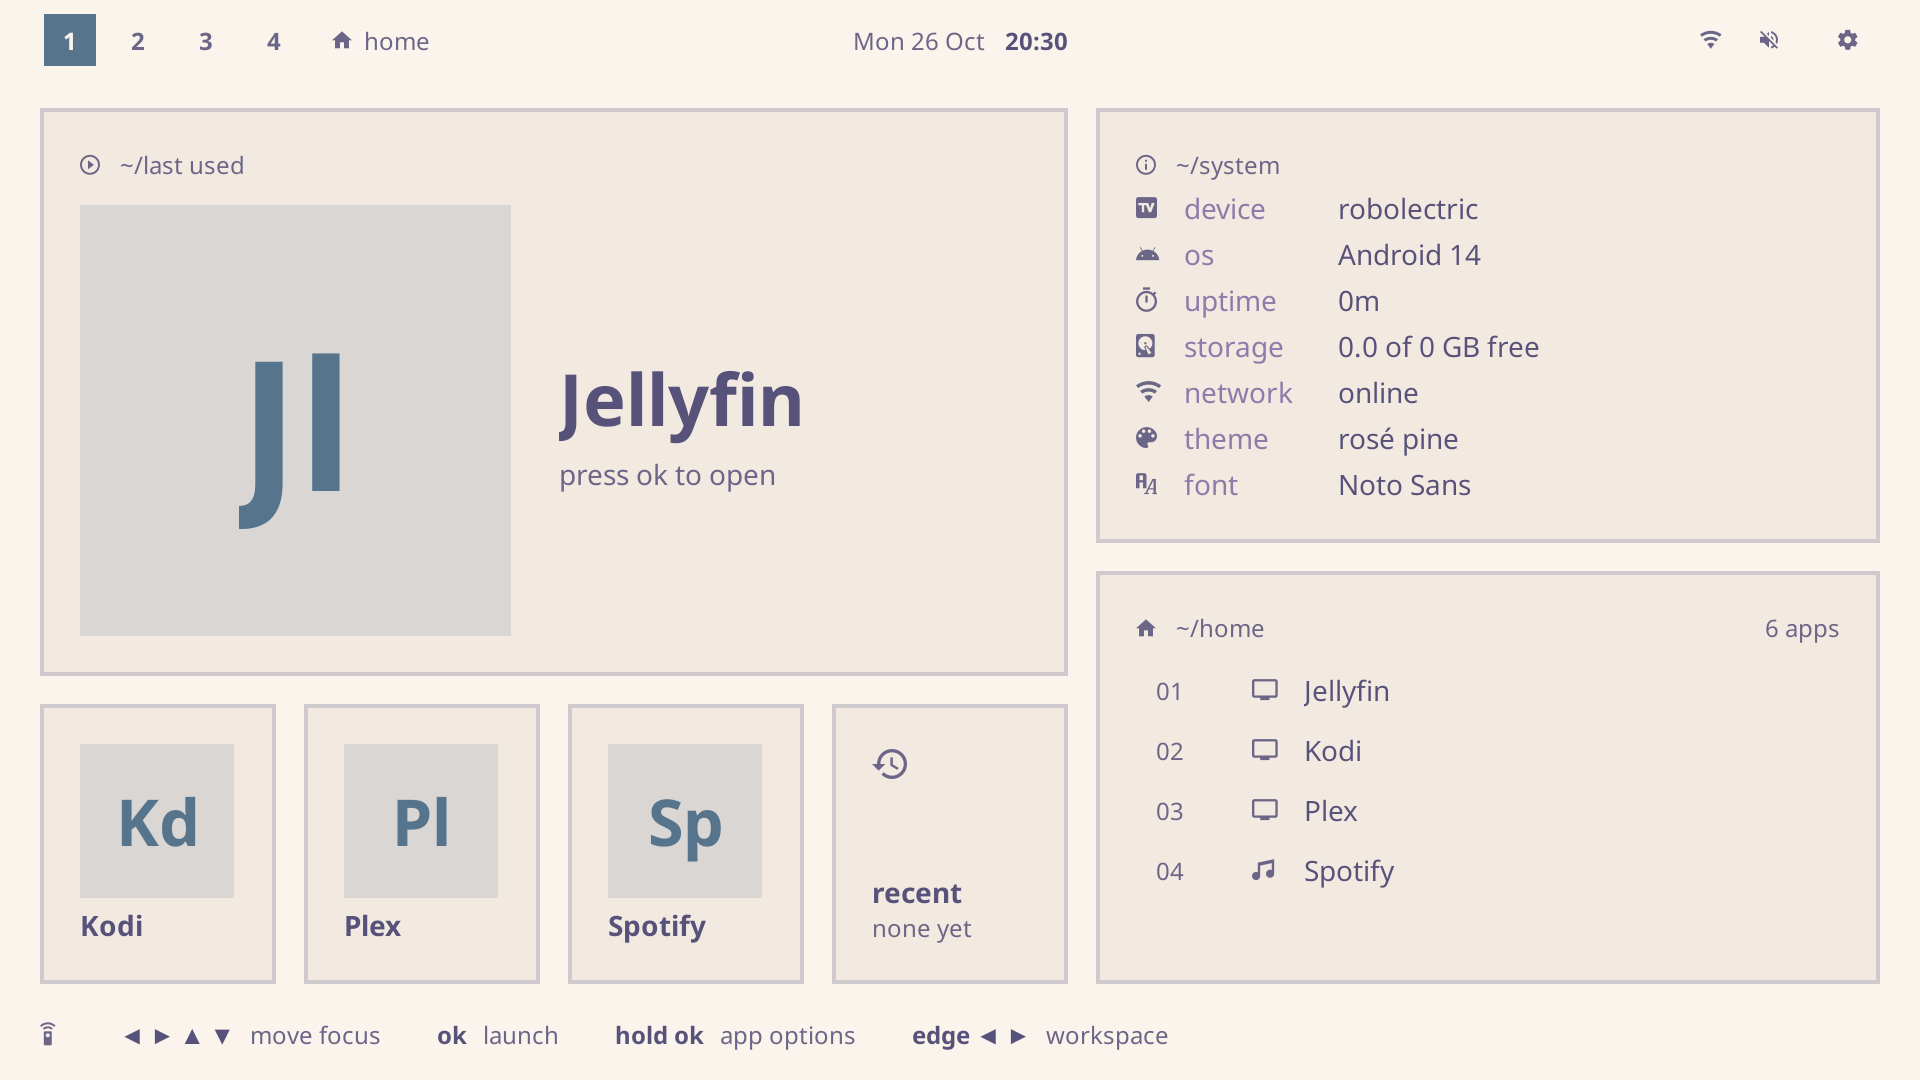 1 2 3 4 home Mon 26 Oct 20:30
~/last used
Jl
Jellyfin
press ok to open
~/system
device robolectric
os Android 14
uptime 0m
storage 0.0 of 0 GB free
network online
theme rosé pine
font Noto Sans
Kd
Kodi
Pl
Plex
Sp
Spotify
recent
none yet
~/home 6 apps
01 Jellyfin
02 Kodi
03 Plex
04 Spotify
◀ ▶ ▲ ▼ move focus ok launch hold ok app options edge ◀ ▶ workspace